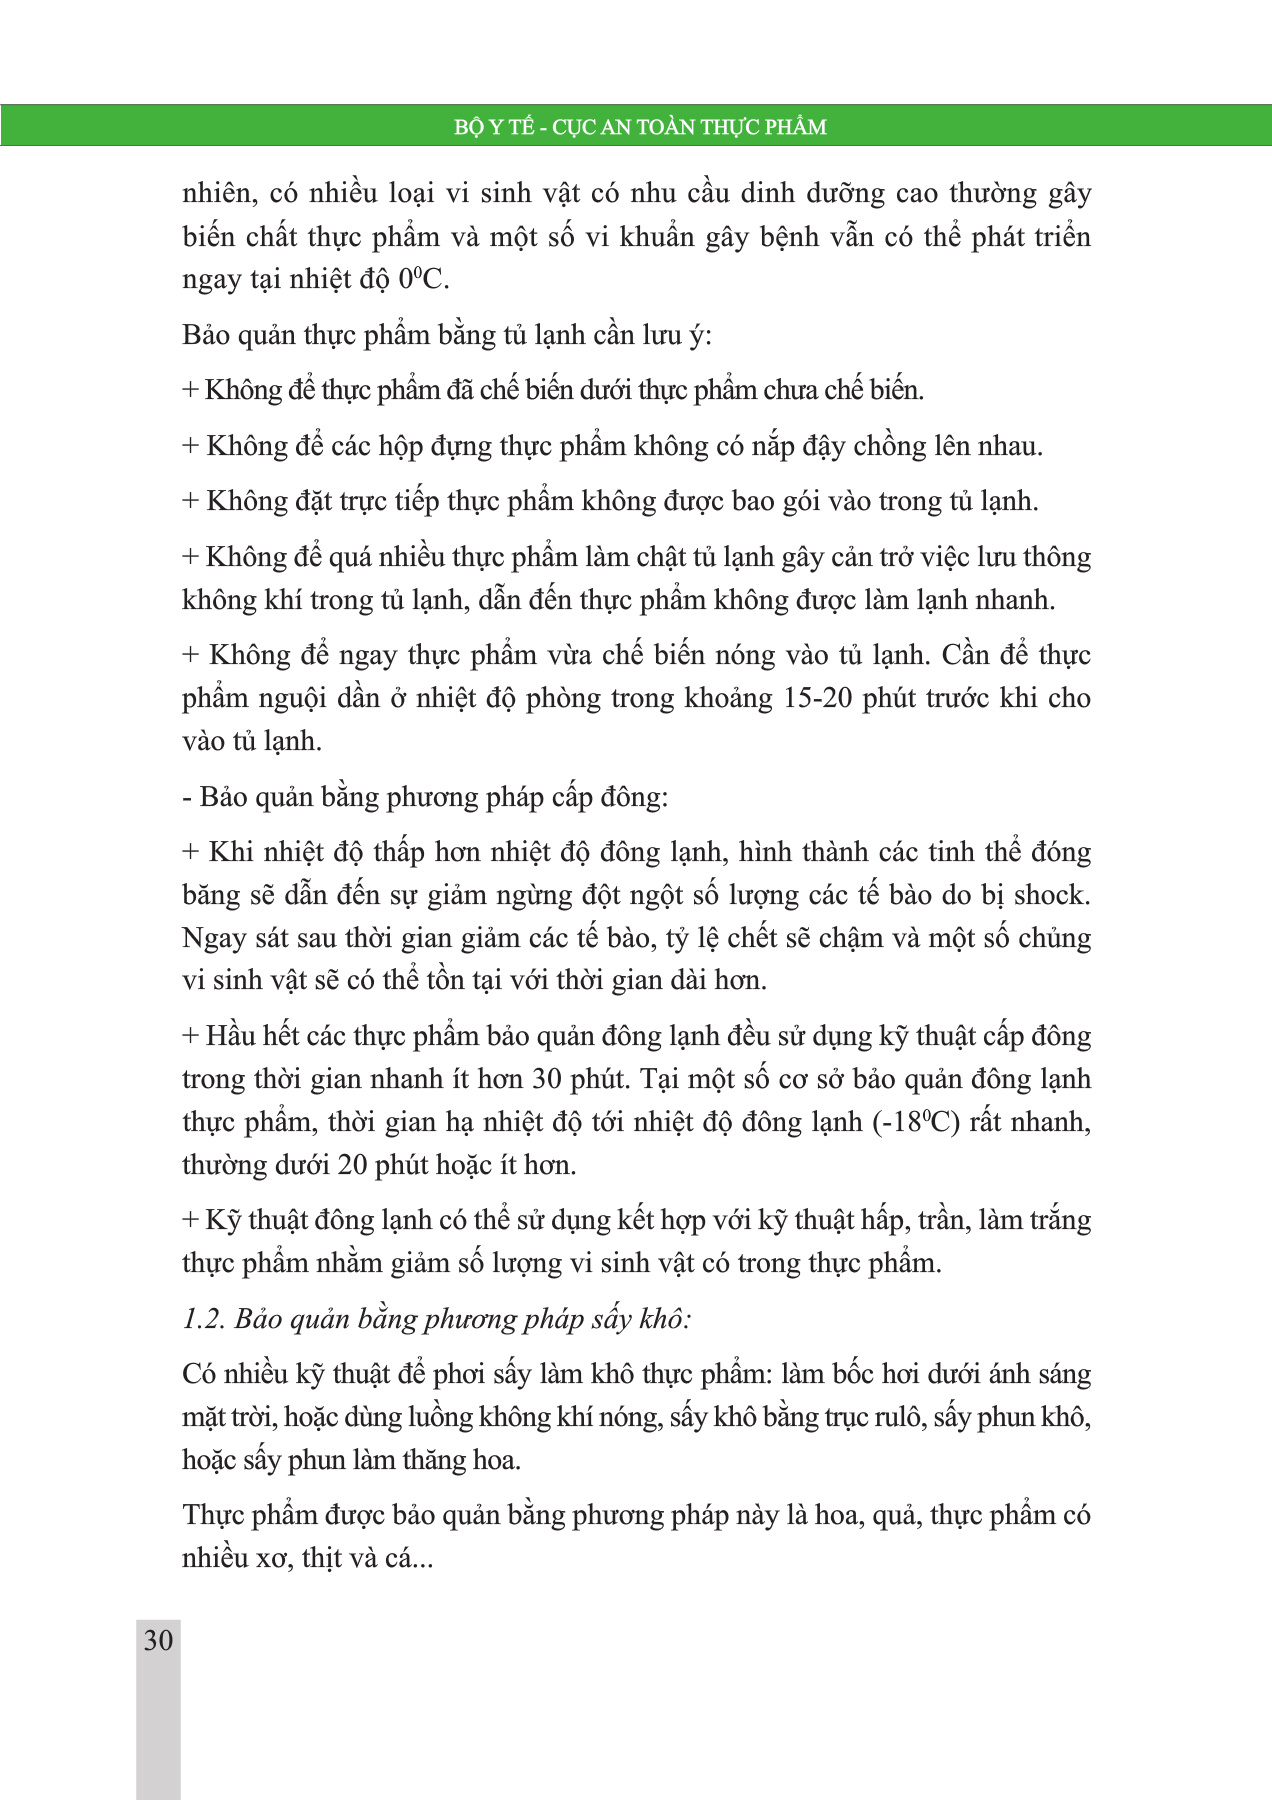 BỘ Y TẾ - CỤC AN TOÀN THỰC PHẨM
nhiên, có nhiều loại vi sinh vật có nhu cầu dinh dưỡng cao thường gây
biến chất thực phẩm và một số vi khuẩn gây bệnh vẫn có thể phát triển
ngay tại nhiệt độ 0⁰C.
Bảo quản thực phẩm bằng tủ lạnh cần lưu ý:
+ Không để thực phẩm đã chế biến dưới thực phẩm chưa chế biến.
+ Không để các hộp đựng thực phẩm không có nắp đậy chồng lên nhau.
+ Không đặt trực tiếp thực phẩm không được bao gói vào trong tủ lạnh.
+ Không để quá nhiều thực phẩm làm chật tủ lạnh gây cản trở việc lưu thông
không khí trong tủ lạnh, dẫn đến thực phẩm không được làm lạnh nhanh.
+ Không để ngay thực phẩm vừa chế biến nóng vào tủ lạnh. Cần để thực
phẩm nguội dần ở nhiệt độ phòng trong khoảng 15-20 phút trước khi cho
vào tủ lạnh.
- Bảo quản bằng phương pháp cấp đông:
+ Khi nhiệt độ thấp hơn nhiệt độ đông lạnh, hình thành các tinh thể đóng
băng sẽ dẫn đến sự giảm ngừng đột ngột số lượng các tế bào do bị shock.
Ngay sát sau thời gian giảm các tế bào, tỷ lệ chết sẽ chậm và một số chủng
vi sinh vật sẽ có thể tồn tại với thời gian dài hơn.
+ Hầu hết các thực phẩm bảo quản đông lạnh đều sử dụng kỹ thuật cấp đông
trong thời gian nhanh ít hơn 30 phút. Tại một số cơ sở bảo quản đông lạnh
thực phẩm, thời gian hạ nhiệt độ tới nhiệt độ đông lạnh (-18⁰C) rất nhanh,
thường dưới 20 phút hoặc ít hơn.
+ Kỹ thuật đông lạnh có thể sử dụng kết hợp với kỹ thuật hấp, trần, làm trắng
thực phẩm nhằm giảm số lượng vi sinh vật có trong thực phẩm.
1.2. Bảo quản bằng phương pháp sấy khô:
Có nhiều kỹ thuật để phơi sấy làm khô thực phẩm: làm bốc hơi dưới ánh sáng
mặt trời, hoặc dùng luồng không khí nóng, sấy khô bằng trục rulô, sấy phun khô,
hoặc sấy phun làm thăng hoa.
Thực phẩm được bảo quản bằng phương pháp này là hoa, quả, thực phẩm có
nhiều xơ, thịt và cá...
30